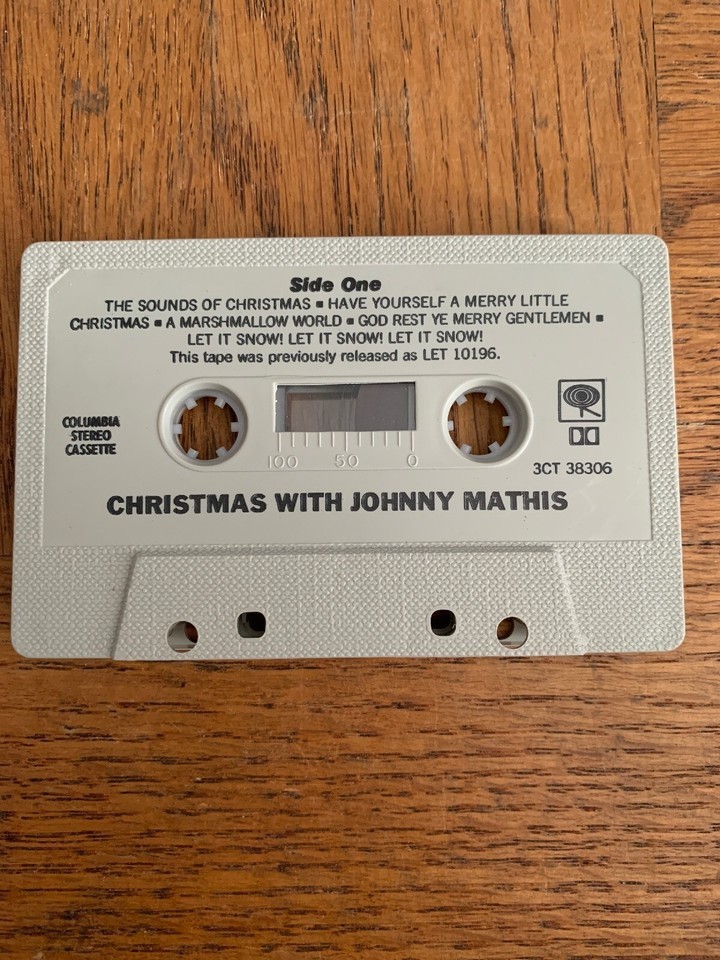 Side One
THE SOUNDS OF CHRISTMAS ▪ HAVE YOURSELF A MERRY LITTLE
CHRISTMAS ▪ A MARSHMALLOW WORLD ▪ GOD REST YE MERRY GENTLEMEN ▪
LET IT SNOW! LET IT SNOW! LET IT SNOW!
This tape was previously released as LET 10196.
COLUMBIA
STEREO
CASSETTE
100 50 0
3CT 38306
CHRISTMAS WITH JOHNNY MATHIS